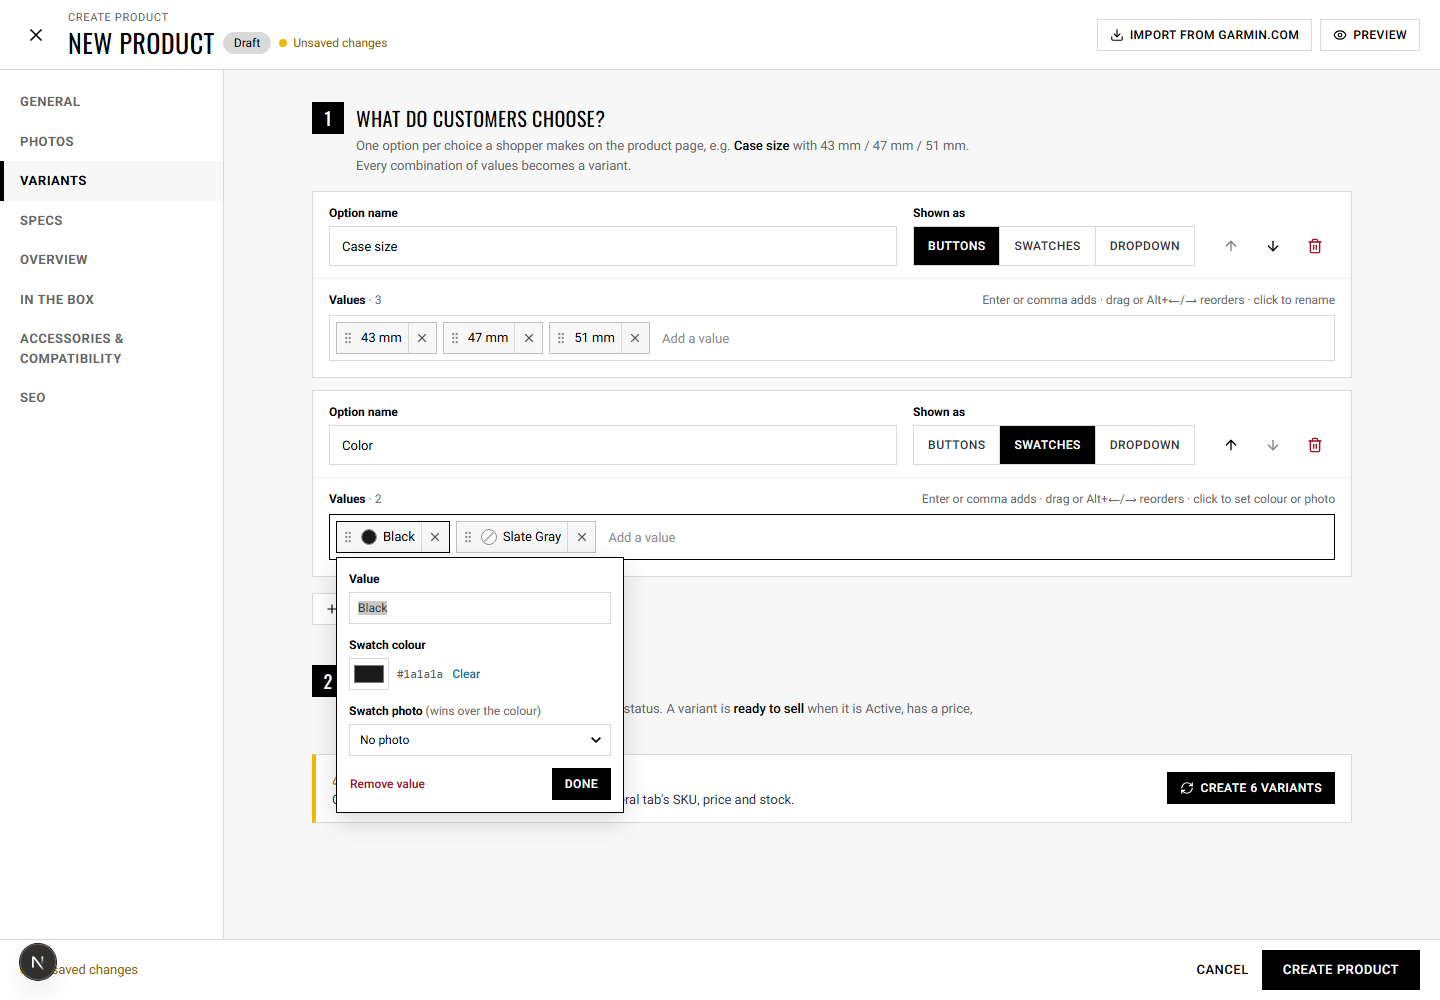 CREATE PRODUCT
NEW PRODUCT
Draft
Unsaved changes
IMPORT FROM GARMIN.COM
PREVIEW
GENERAL
PHOTOS
VARIANTS
SPECS
OVERVIEW
IN THE BOX
ACCESSORIES &
COMPATIBILITY
SEO
1
WHAT DO CUSTOMERS CHOOSE?
One option per choice a shopper makes on the product page, e.g. Case size with 43 mm / 47 mm / 51 mm.
Every combination of values becomes a variant.
Option name
Shown as
Case size
BUTTONS
SWATCHES
DROPDOWN
Values · 3
Enter or comma adds · drag or Alt+←/→ reorders · click to rename
43 mm
47 mm
51 mm
Add a value
Option name
Shown as
Color
BUTTONS
SWATCHES
DROPDOWN
Values · 2
Enter or comma adds · drag or Alt+←/→ reorders · click to set colour or photo
Black
Slate Gray
Add a value
Value
Black
Swatch colour
#1a1a1a
Clear
Swatch photo (wins over the colour)
No photo
Remove value
DONE
2
status. A variant is ready to sell when it is Active, has a price,
tab's SKU, price and stock.
CREATE 6 VARIANTS
N
saved changes
CANCEL
CREATE PRODUCT